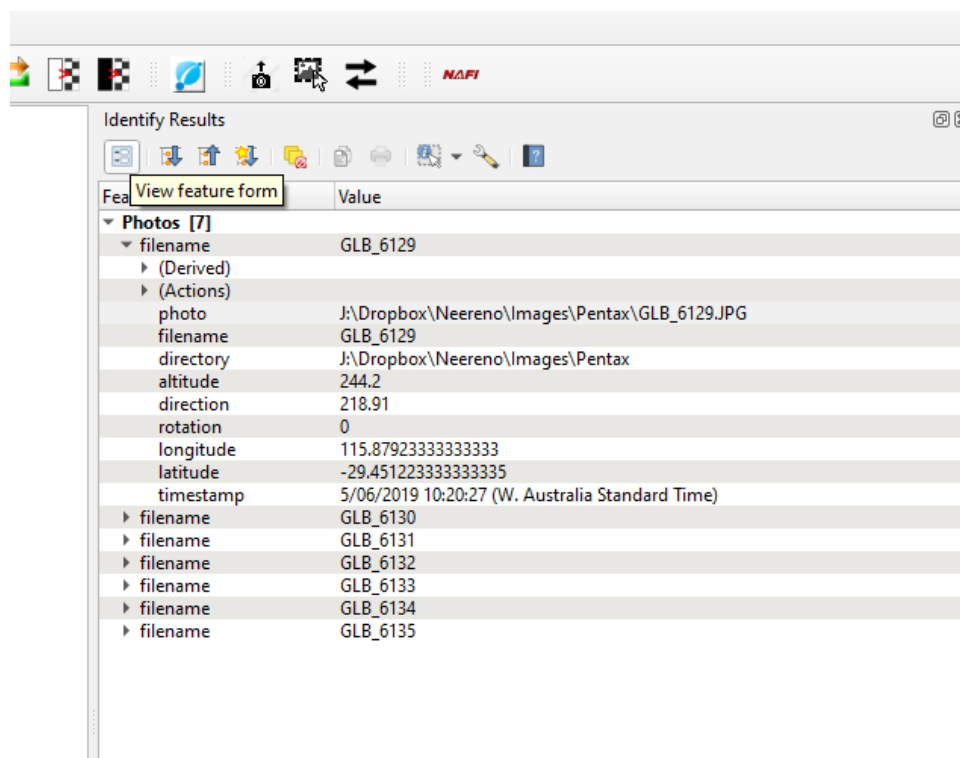 NAFI
Identify Results
View feature form
Fea Value
Photos [7]
filename GLB_6129
(Derived)
(Actions)
photo J:\Dropbox\Neereno\Images\Pentax\GLB_6129.JPG
filename GLB_6129
directory J:\Dropbox\Neereno\Images\Pentax
altitude 244.2
direction 218.91
rotation 0
longitude 115.87923333333333
latitude -29.451223333333335
timestamp 5/06/2019 10:20:27 (W. Australia Standard Time)
filename GLB_6130
filename GLB_6131
filename GLB_6132
filename GLB_6133
filename GLB_6134
filename GLB_6135